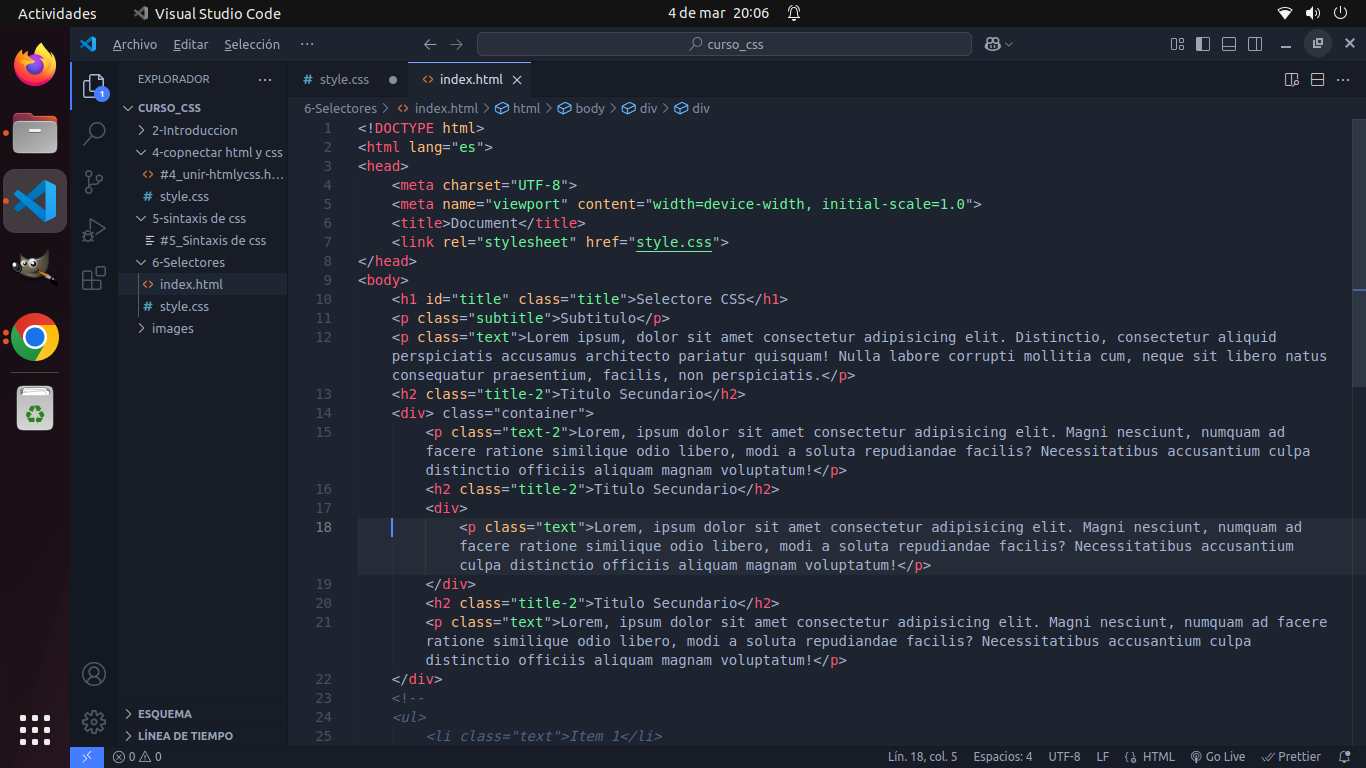 Actividades
Visual Studio Code
4 de mar 20:06
Archivo Editar Selección ···
curso_css
EXPLORADOR ···
CURSO_CSS
2-Introduccion
4-copnectar html y css
#4_unir-htmlycss.h...
style.css
5-sintaxis de css
#5_Sintaxis de css
6-Selectores
index.html
style.css
images
ESQUEMA
LÍNEA DE TIEMPO
1
# style.css ●
index.html
6-Selectores > index.html > html > body > div > div
1 <!DOCTYPE html>
2 <html lang="es">
3 <head>
4 <meta charset="UTF-8">
5 <meta name="viewport" content="width=device-width, initial-scale=1.0">
6 <title>Document</title>
7 <link rel="stylesheet" href="style.css">
8 </head>
9 <body>
10 <h1 id="title" class="title">Selectore CSS</h1>
11 <p class="subtitle">Subtitulo</p>
12 <p class="text">Lorem ipsum, dolor sit amet consectetur adipisicing elit. Distinctio, consectetur aliquid
perspiciatis accusamus architecto pariatur quisquam! Nulla labore corrupti mollitia cum, neque sit libero natus
consequatur praesentium, facilis, non perspiciatis.</p>
13 <h2 class="title-2">Titulo Secundario</h2>
14 <div> class="container">
15 <p class="text-2">Lorem, ipsum dolor sit amet consectetur adipisicing elit. Magni nesciunt, numquam ad
facere ratione similique odio libero, modi a soluta repudiandae facilis? Necessitatibus accusantium culpa
distinctio officiis aliquam magnam voluptatum!</p>
16 <h2 class="title-2">Titulo Secundario</h2>
17 <div>
18 <p class="text">Lorem, ipsum dolor sit amet consectetur adipisicing elit. Magni nesciunt, numquam ad
facere ratione similique odio libero, modi a soluta repudiandae facilis? Necessitatibus accusantium
culpa distinctio officiis aliquam magnam voluptatum!</p>
19 </div>
20 <h2 class="title-2">Titulo Secundario</h2>
21 <p class="text">Lorem, ipsum dolor sit amet consectetur adipisicing elit. Magni nesciunt, numquam ad facere
ratione similique odio libero, modi a soluta repudiandae facilis? Necessitatibus accusantium culpa
distinctio officiis aliquam magnam voluptatum!</p>
22 </div>
23 <!--
24 <ul>
25 <li class="text">Item 1</li>
0 0 Lín. 18, col. 5 Espacios: 4 UTF-8 LF HTML Go Live Prettier